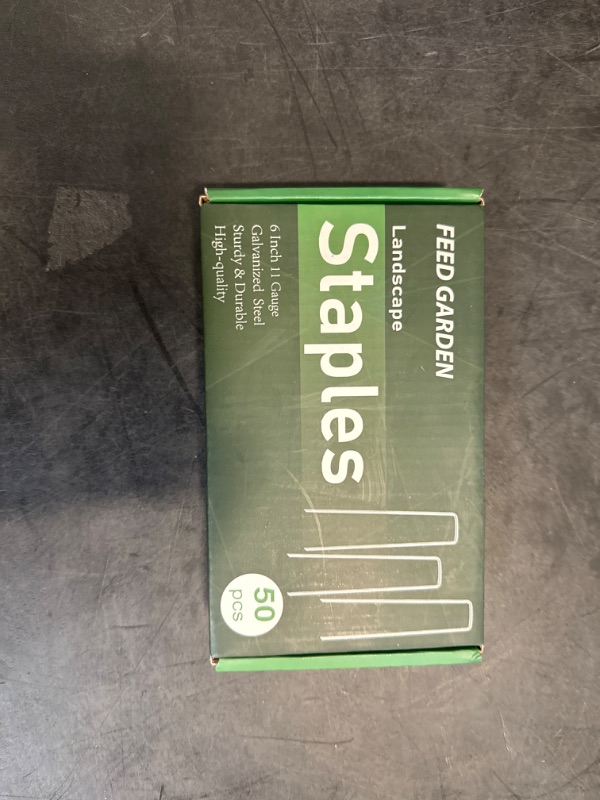 FEED GARDEN
Landscape
Staples
6 Inch 11 Gauge
Galvanized Steel
Sturdy & Durable
High-quality
50
pcs